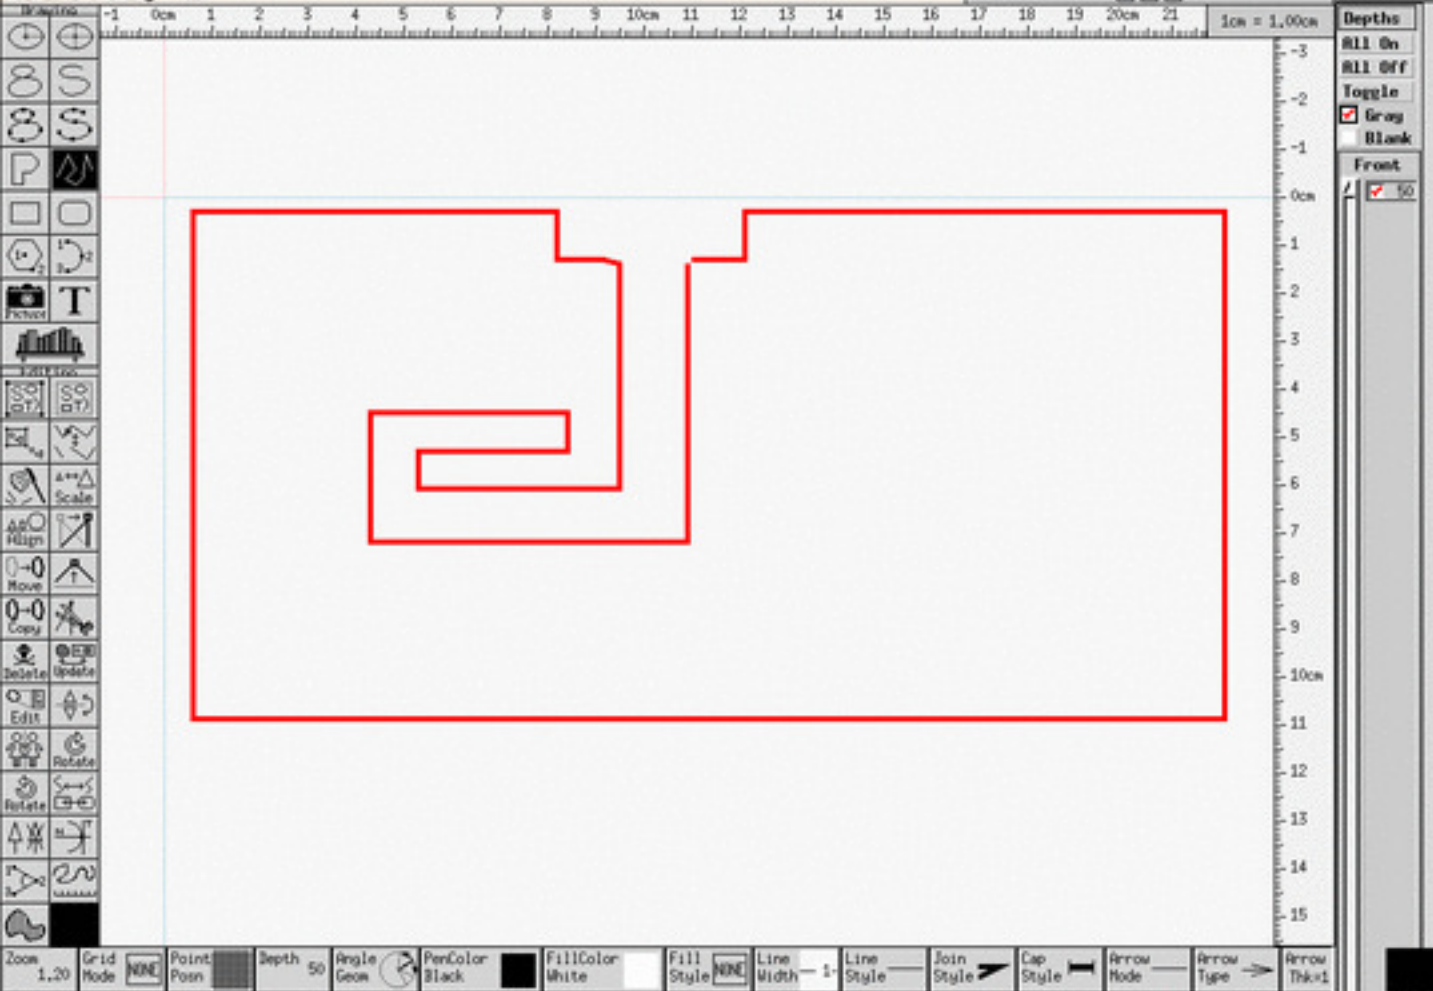 Drawing
-1 0cm 1 2 3 4 5 6 7 8 9 10cm 11 12 13 14 15 16 17 18 19 20cm 21
1cm = 1.00cm
Depths
All On
All Off
Toggle
Gray
Blank
Front
50
-3
-2
-1
0cm
1
2
3
4
5
6
7
8
9
10cm
11
12
13
14
15
Picture
T
Editing
Scale
Align
Move
Copy
Delete Update
Edit
Rotate
Rotate
Zoom 1.20
Grid Mode NONE
Point Posn
Depth 50
Angle Geom
PenColor Black
FillColor White
Fill Style NONE
Line Width 1
Line Style
Join Style
Cap Style
Arrow Mode
Arrow Type
Arrow Thk=1